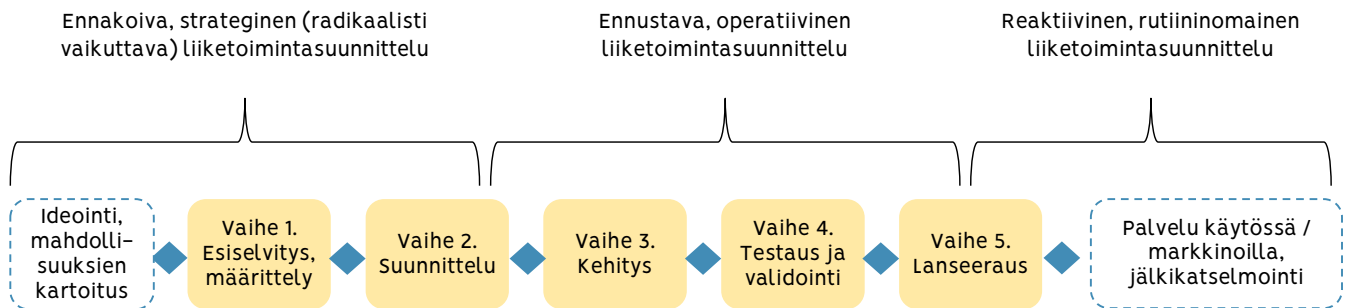 Ennakoiva, strateginen (radikaalisti
vaikuttava) liiketoimintasuunnittelu
Ennustava, operatiivinen
liiketoimintasuunnittelu
Reaktiivinen, rutiininomainen
liiketoimintasuunnittelu
Ideointi,
mahdolli-
suuksien
kartoitus
Vaihe 1.
Esiselvitys,
määrittely
Vaihe 2.
Suunnittelu
Vaihe 3.
Kehitys
Vaihe 4.
Testaus ja
validointi
Vaihe 5.
Lanseeraus
Palvelu käytössä /
markkinoilla,
jälkikatselmointi